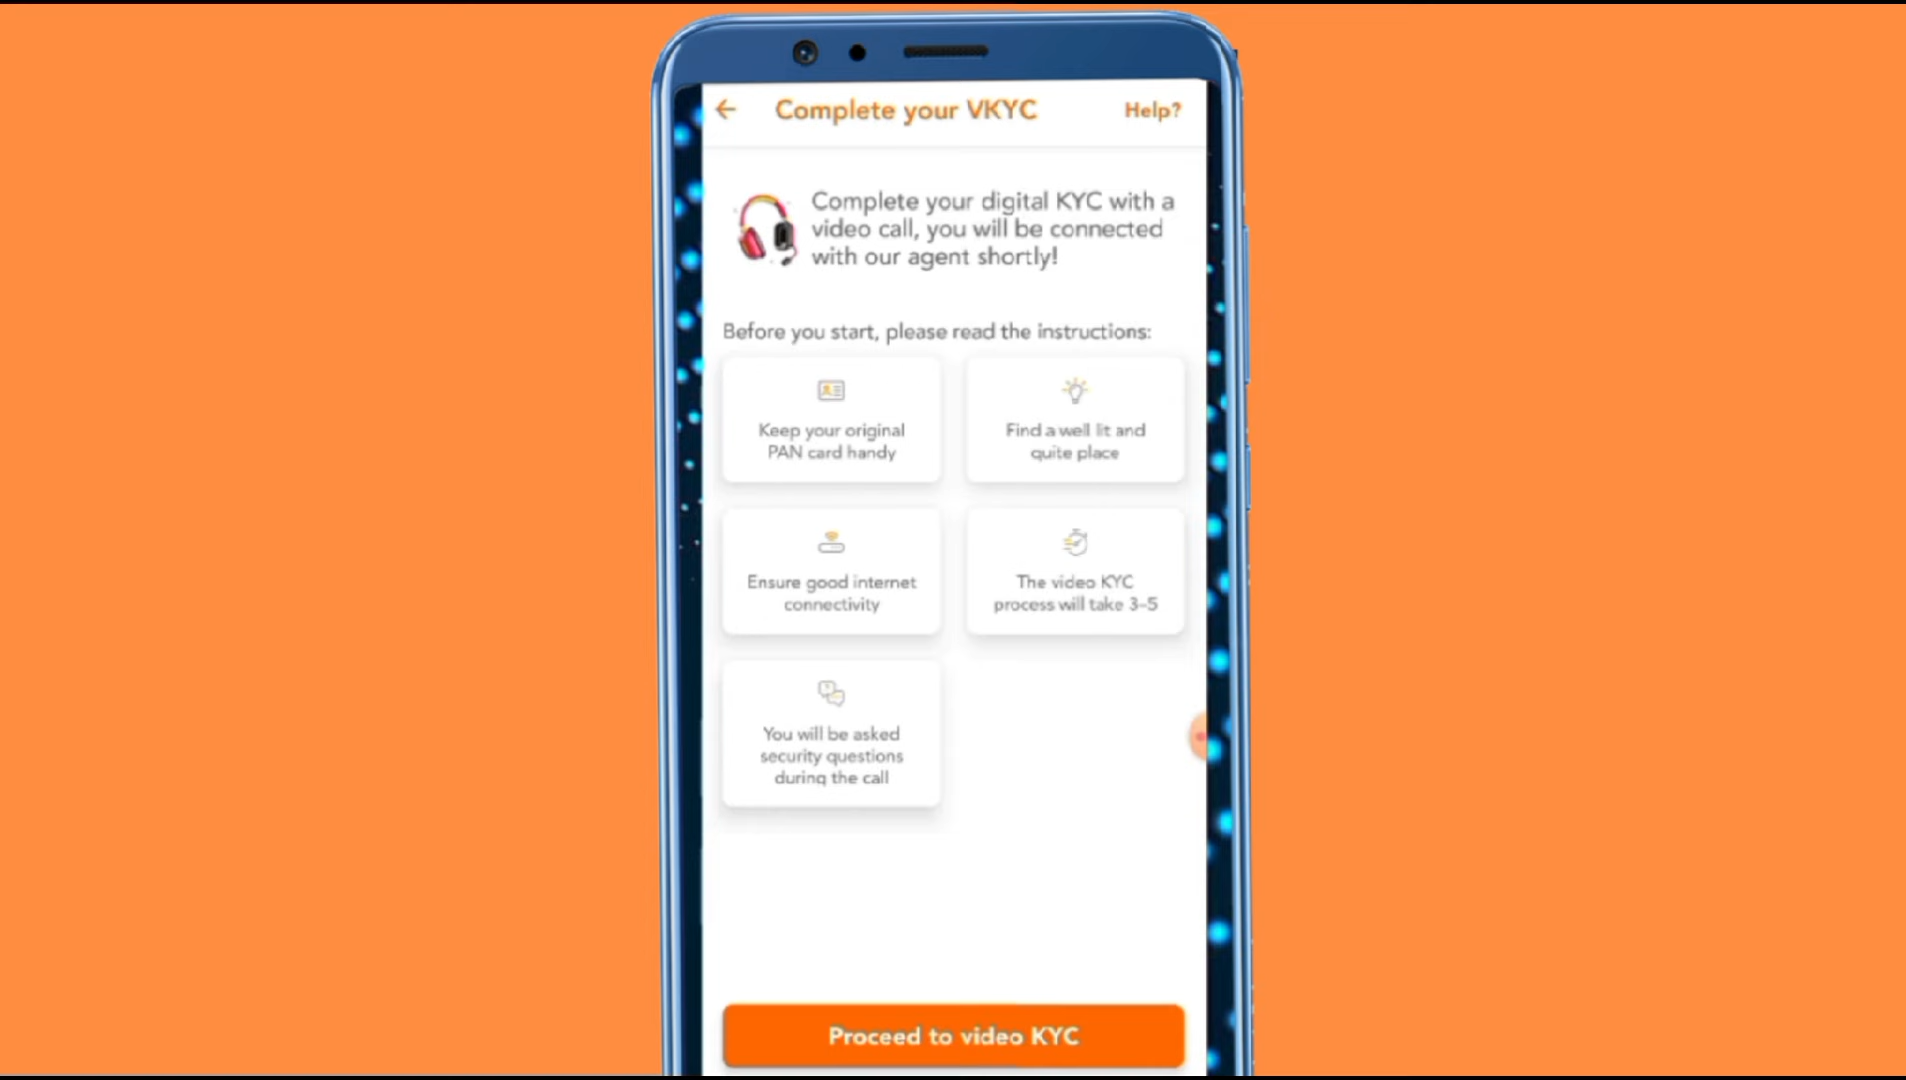 Complete your VKYC
Help?
Complete your digital KYC with a
video call, you will be connected
with our agent shortly!
Before you start, please read the instructions:
Keep your original
PAN card handy
Find a well lit and
quite place
Ensure good internet
connectivity
The video KYC
process will take 3-5
You will be asked
security questions
during the call
Proceed to video KYC